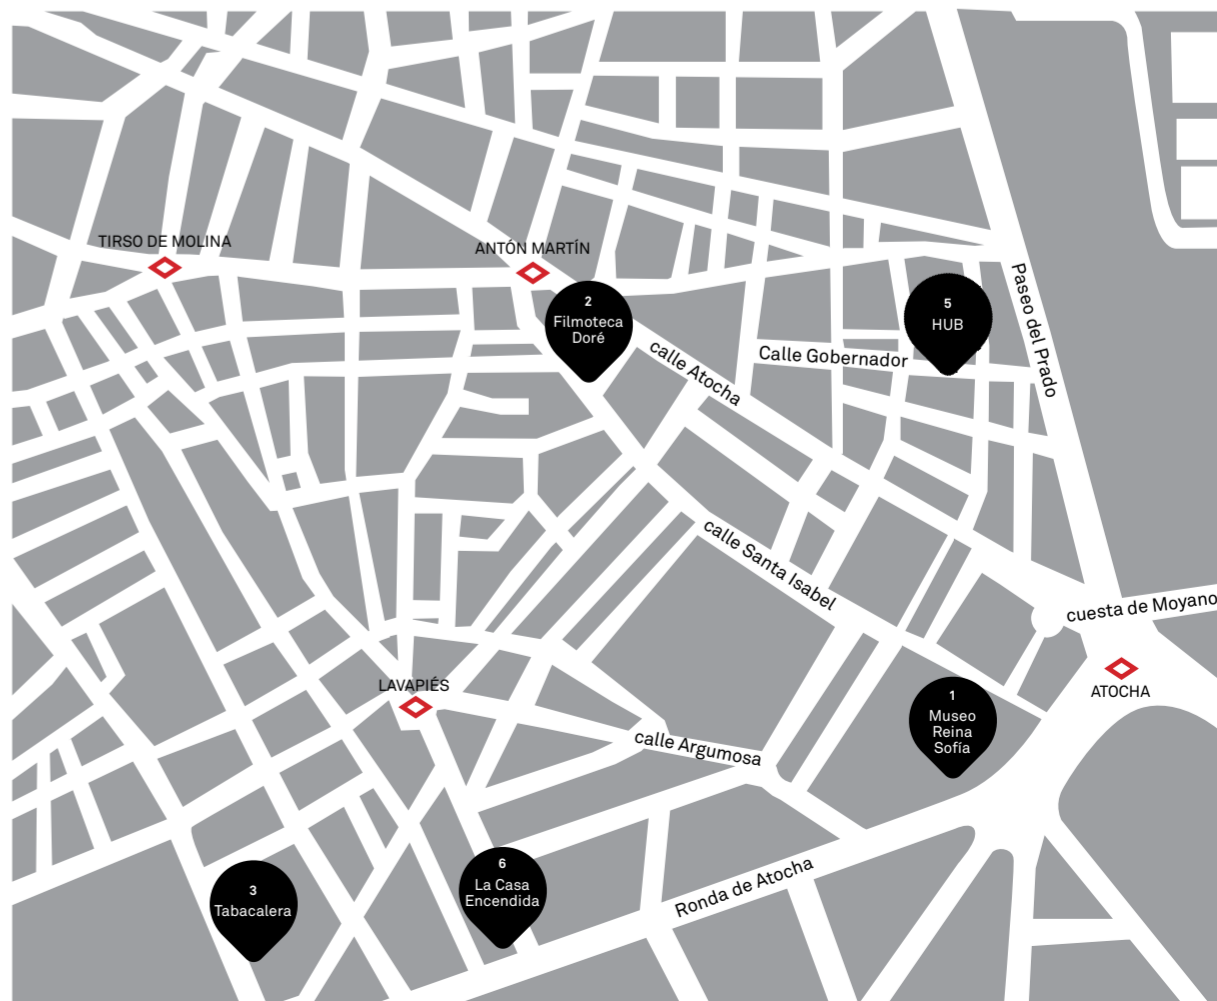 TIRSO DE MOLINA
ANTÓN MARTÍN
2
Filmoteca
Doré
5
HUB
Paseo del Prado
calle Atocha
Calle Gobernador
calle Santa Isabel
cuesta de Moyano
ATOCHA
LAVAPIÉS
1
Museo
Reina
Sofía
calle Argumosa
3
Tabacalera
6
La Casa
Encendida
Ronda de Atocha